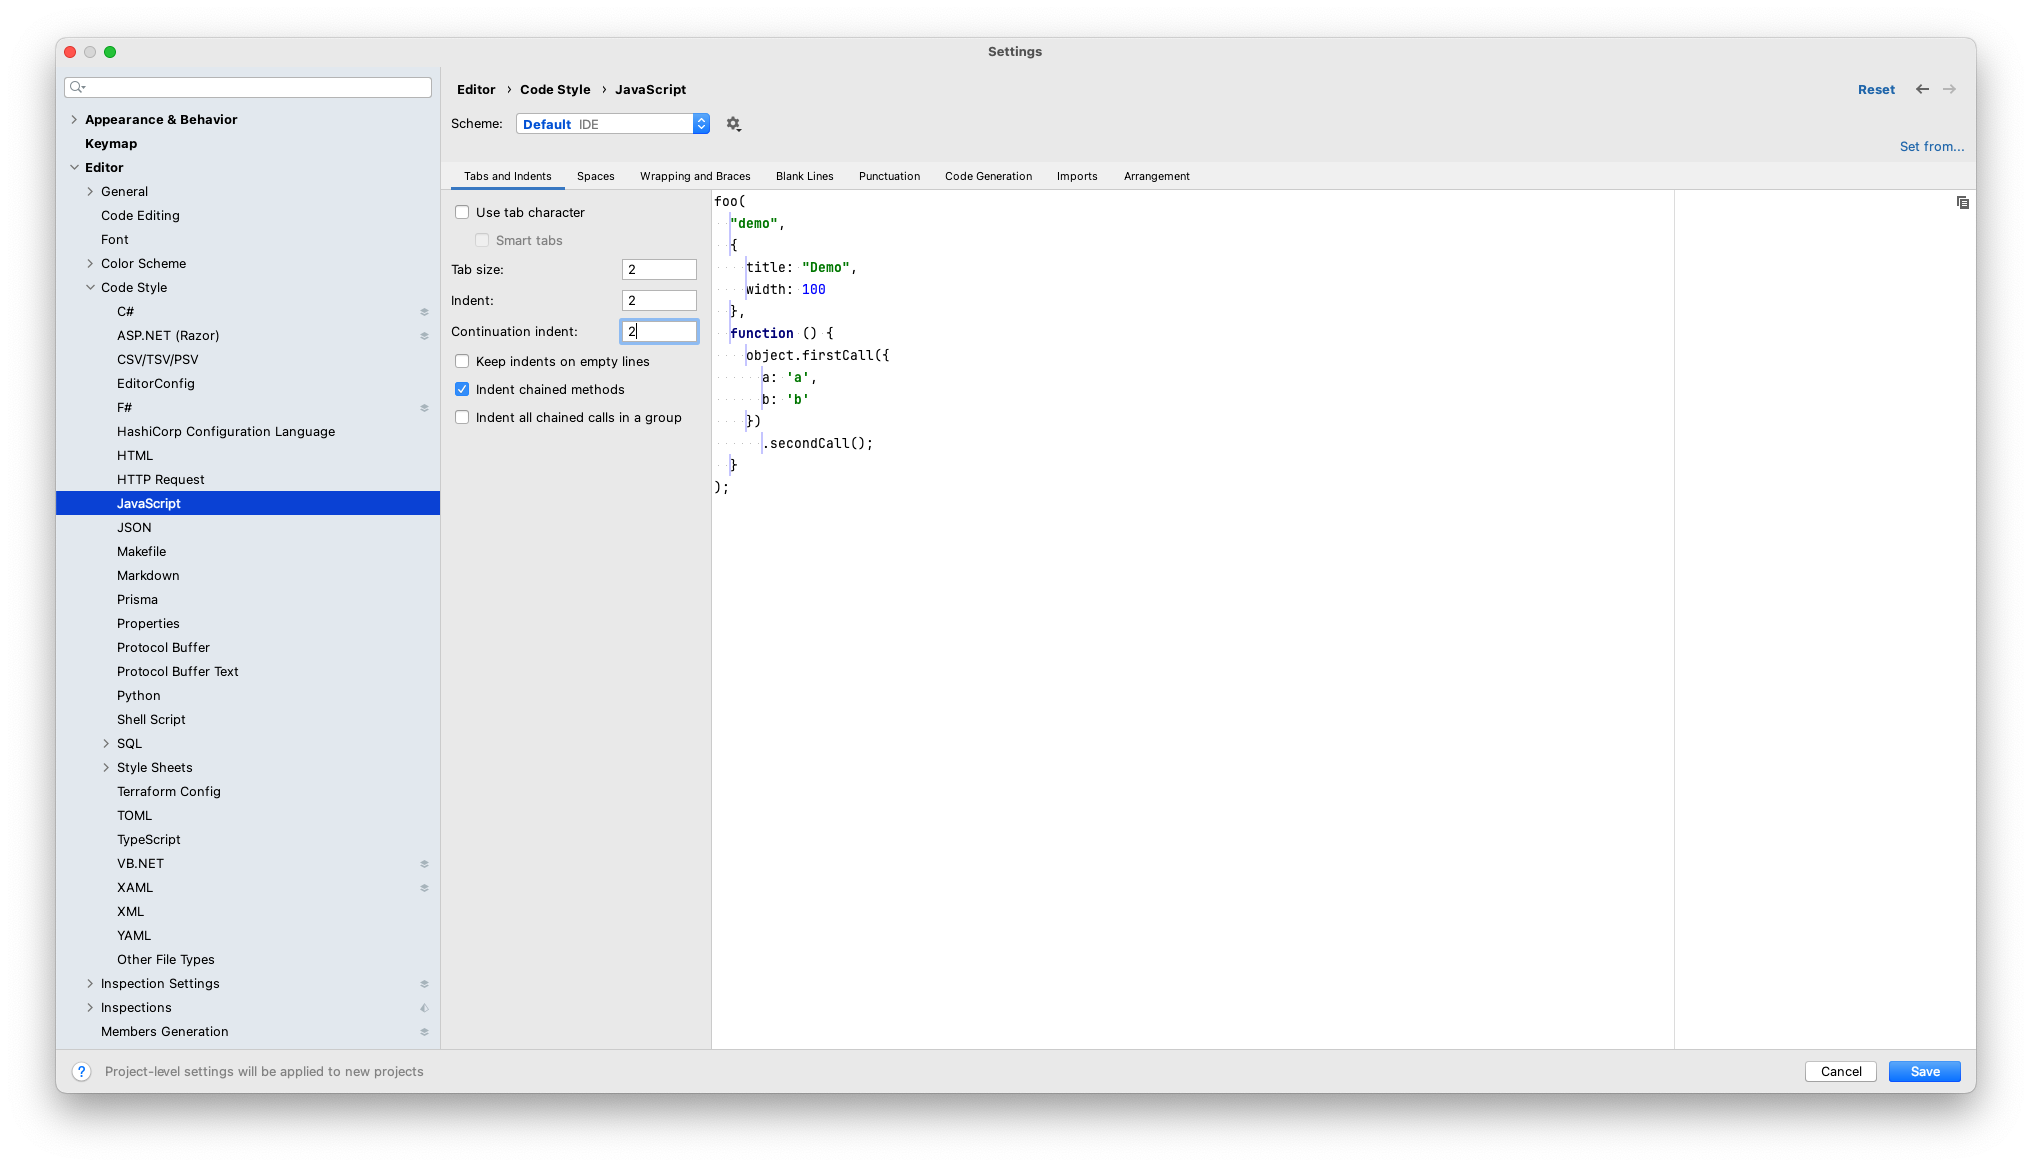 Settings
Appearance & Behavior
Keymap
Editor
General
Code Editing
Font
Color Scheme
Code Style
C#
ASP.NET (Razor)
CSV/TSV/PSV
EditorConfig
F#
HashiCorp Configuration Language
HTML
HTTP Request
JavaScript
JSON
Makefile
Markdown
Prisma
Properties
Protocol Buffer
Protocol Buffer Text
Python
Shell Script
SQL
Style Sheets
Terraform Config
TOML
TypeScript
VB.NET
XAML
XML
YAML
Other File Types
Inspection Settings
Inspections
Members Generation
Editor › Code Style › JavaScript
Reset
Scheme: Default IDE
Set from...
Tabs and Indents Spaces Wrapping and Braces Blank Lines Punctuation Code Generation Imports Arrangement
Use tab character
Smart tabs
Tab size: 2
Indent: 2
Continuation indent: 2
Keep indents on empty lines
Indent chained methods
Indent all chained calls in a group
foo(
"demo",
{
title: "Demo",
width: 100
},
function () {
object.firstCall({
a: 'a',
b: 'b'
})
.secondCall();
}
);
? Project-level settings will be applied to new projects
Cancel Save